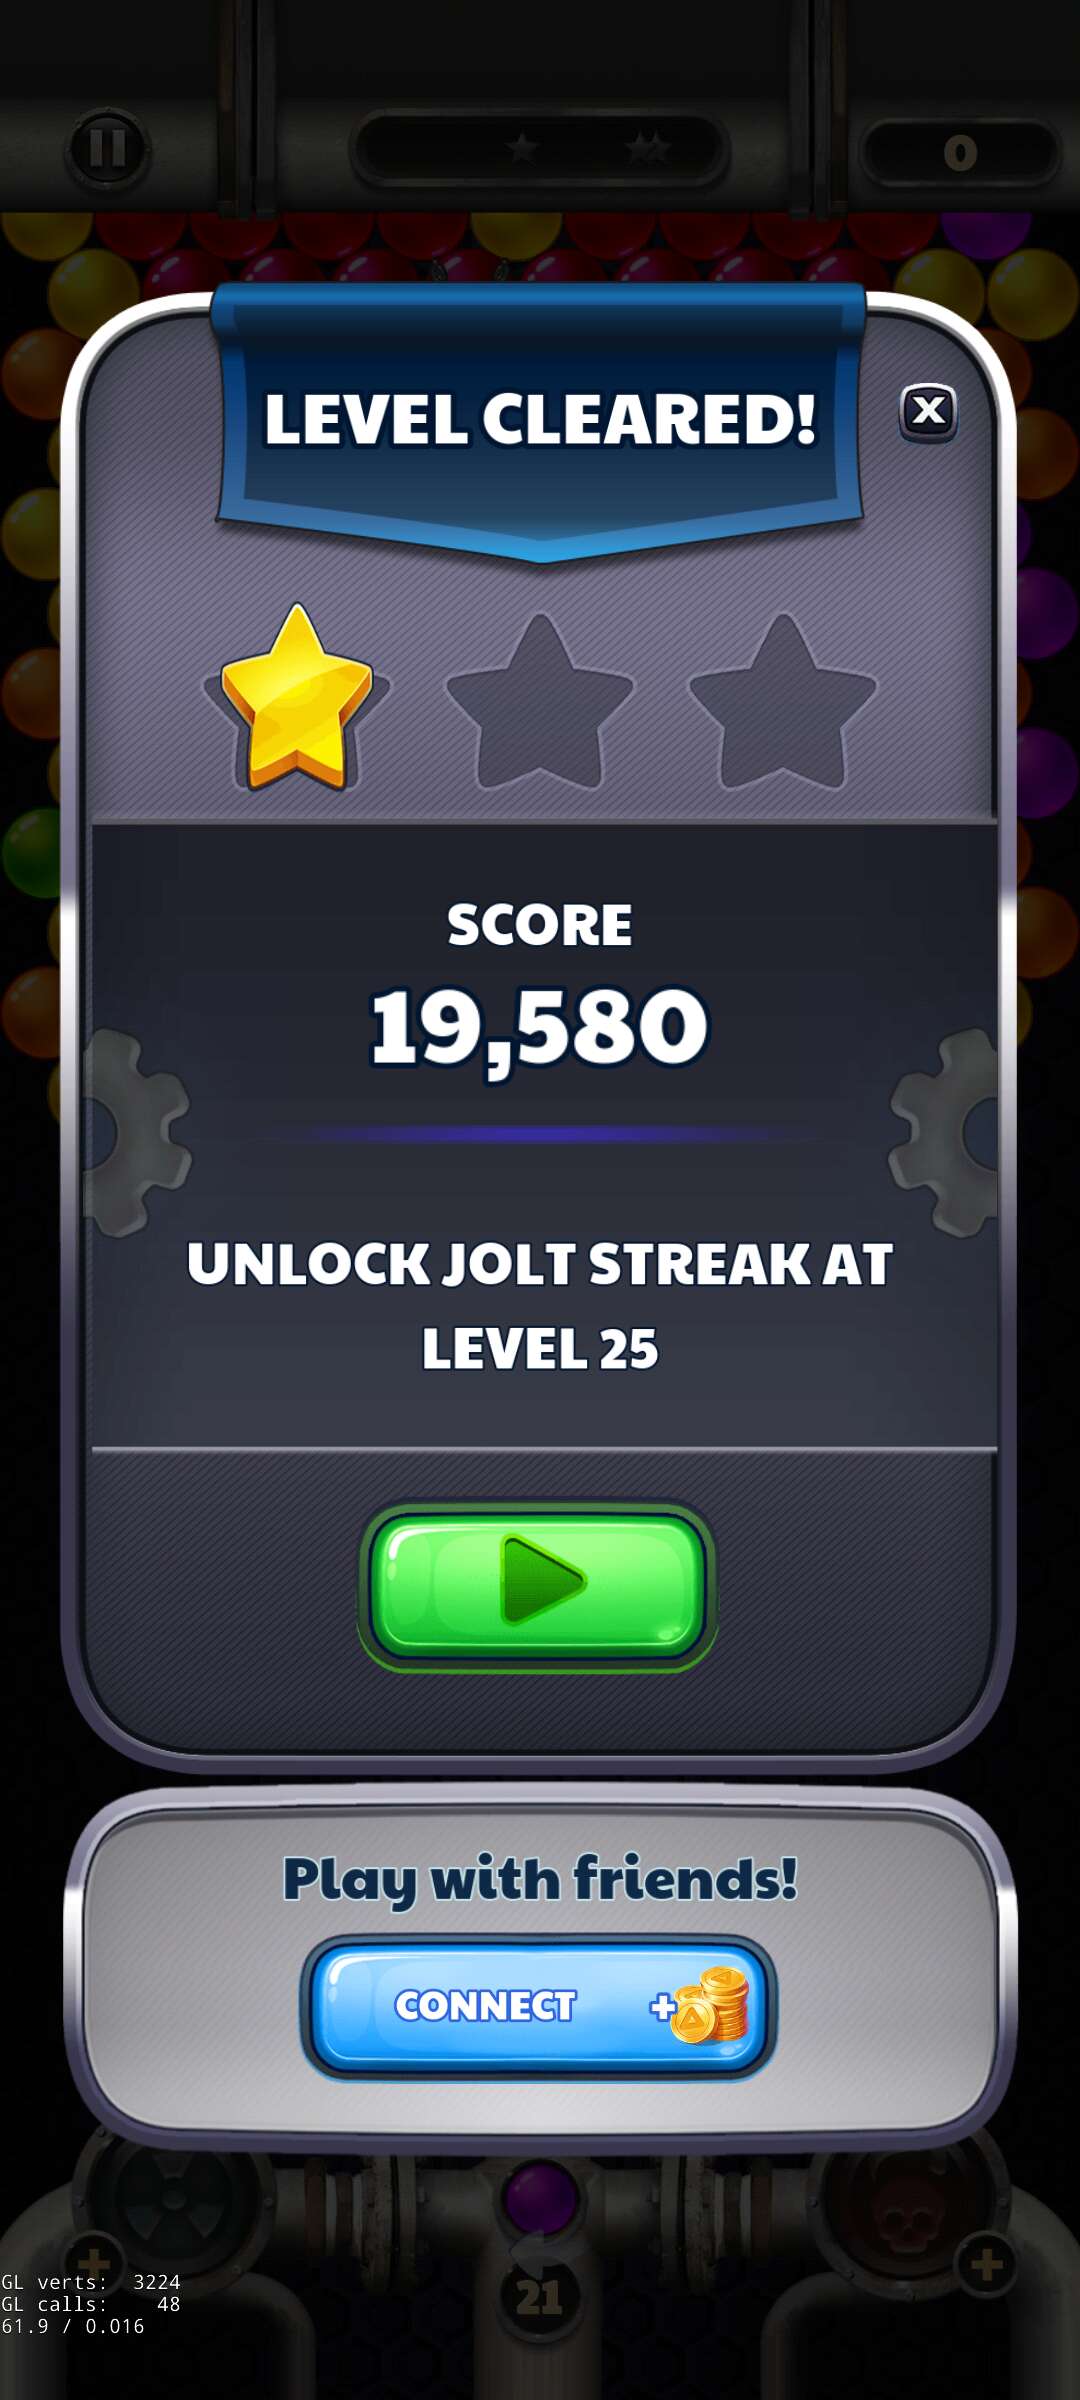 0
LEVEL CLEARED!
X
SCORE
19,580
UNLOCK JOLT STREAK AT
LEVEL 25
Play with friends!
CONNECT +
+ +
21
GL verts: 3224
GL calls: 48
61.9 / 0.016